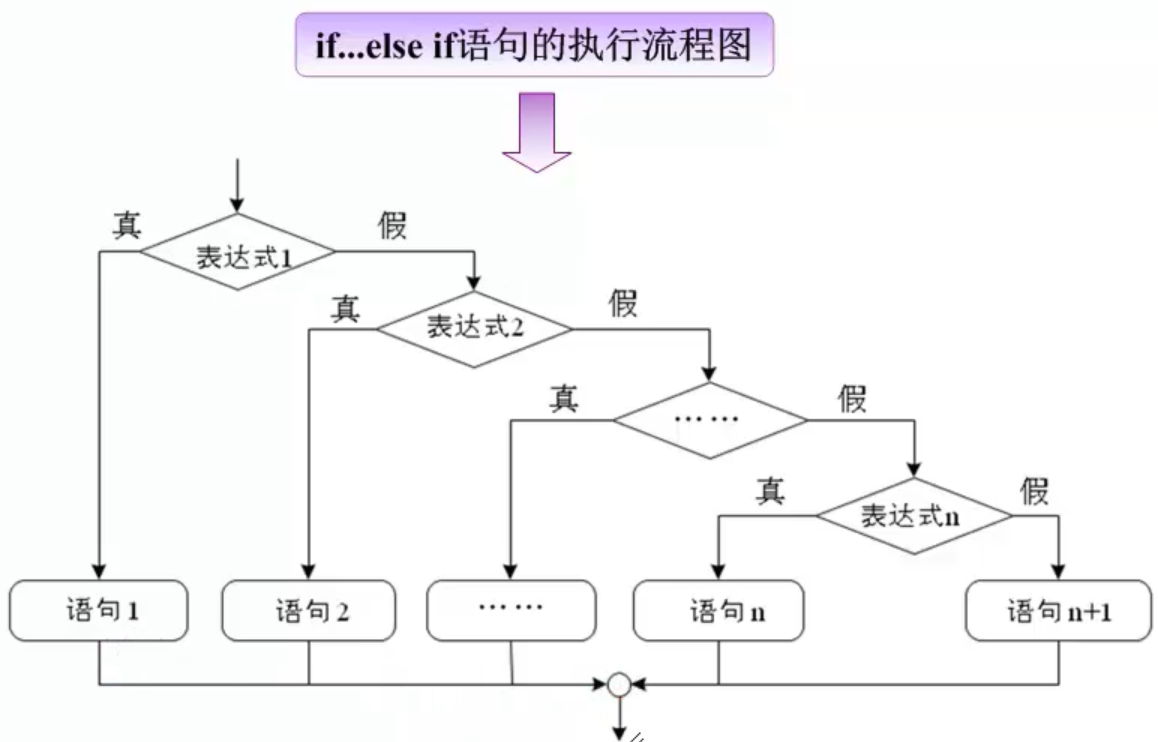 if...else if语句的执行流程图
真
假
表达式1
真
假
表达式2
真
假
……
真
假
表达式n
语句1
语句2
……
语句n
语句n+1